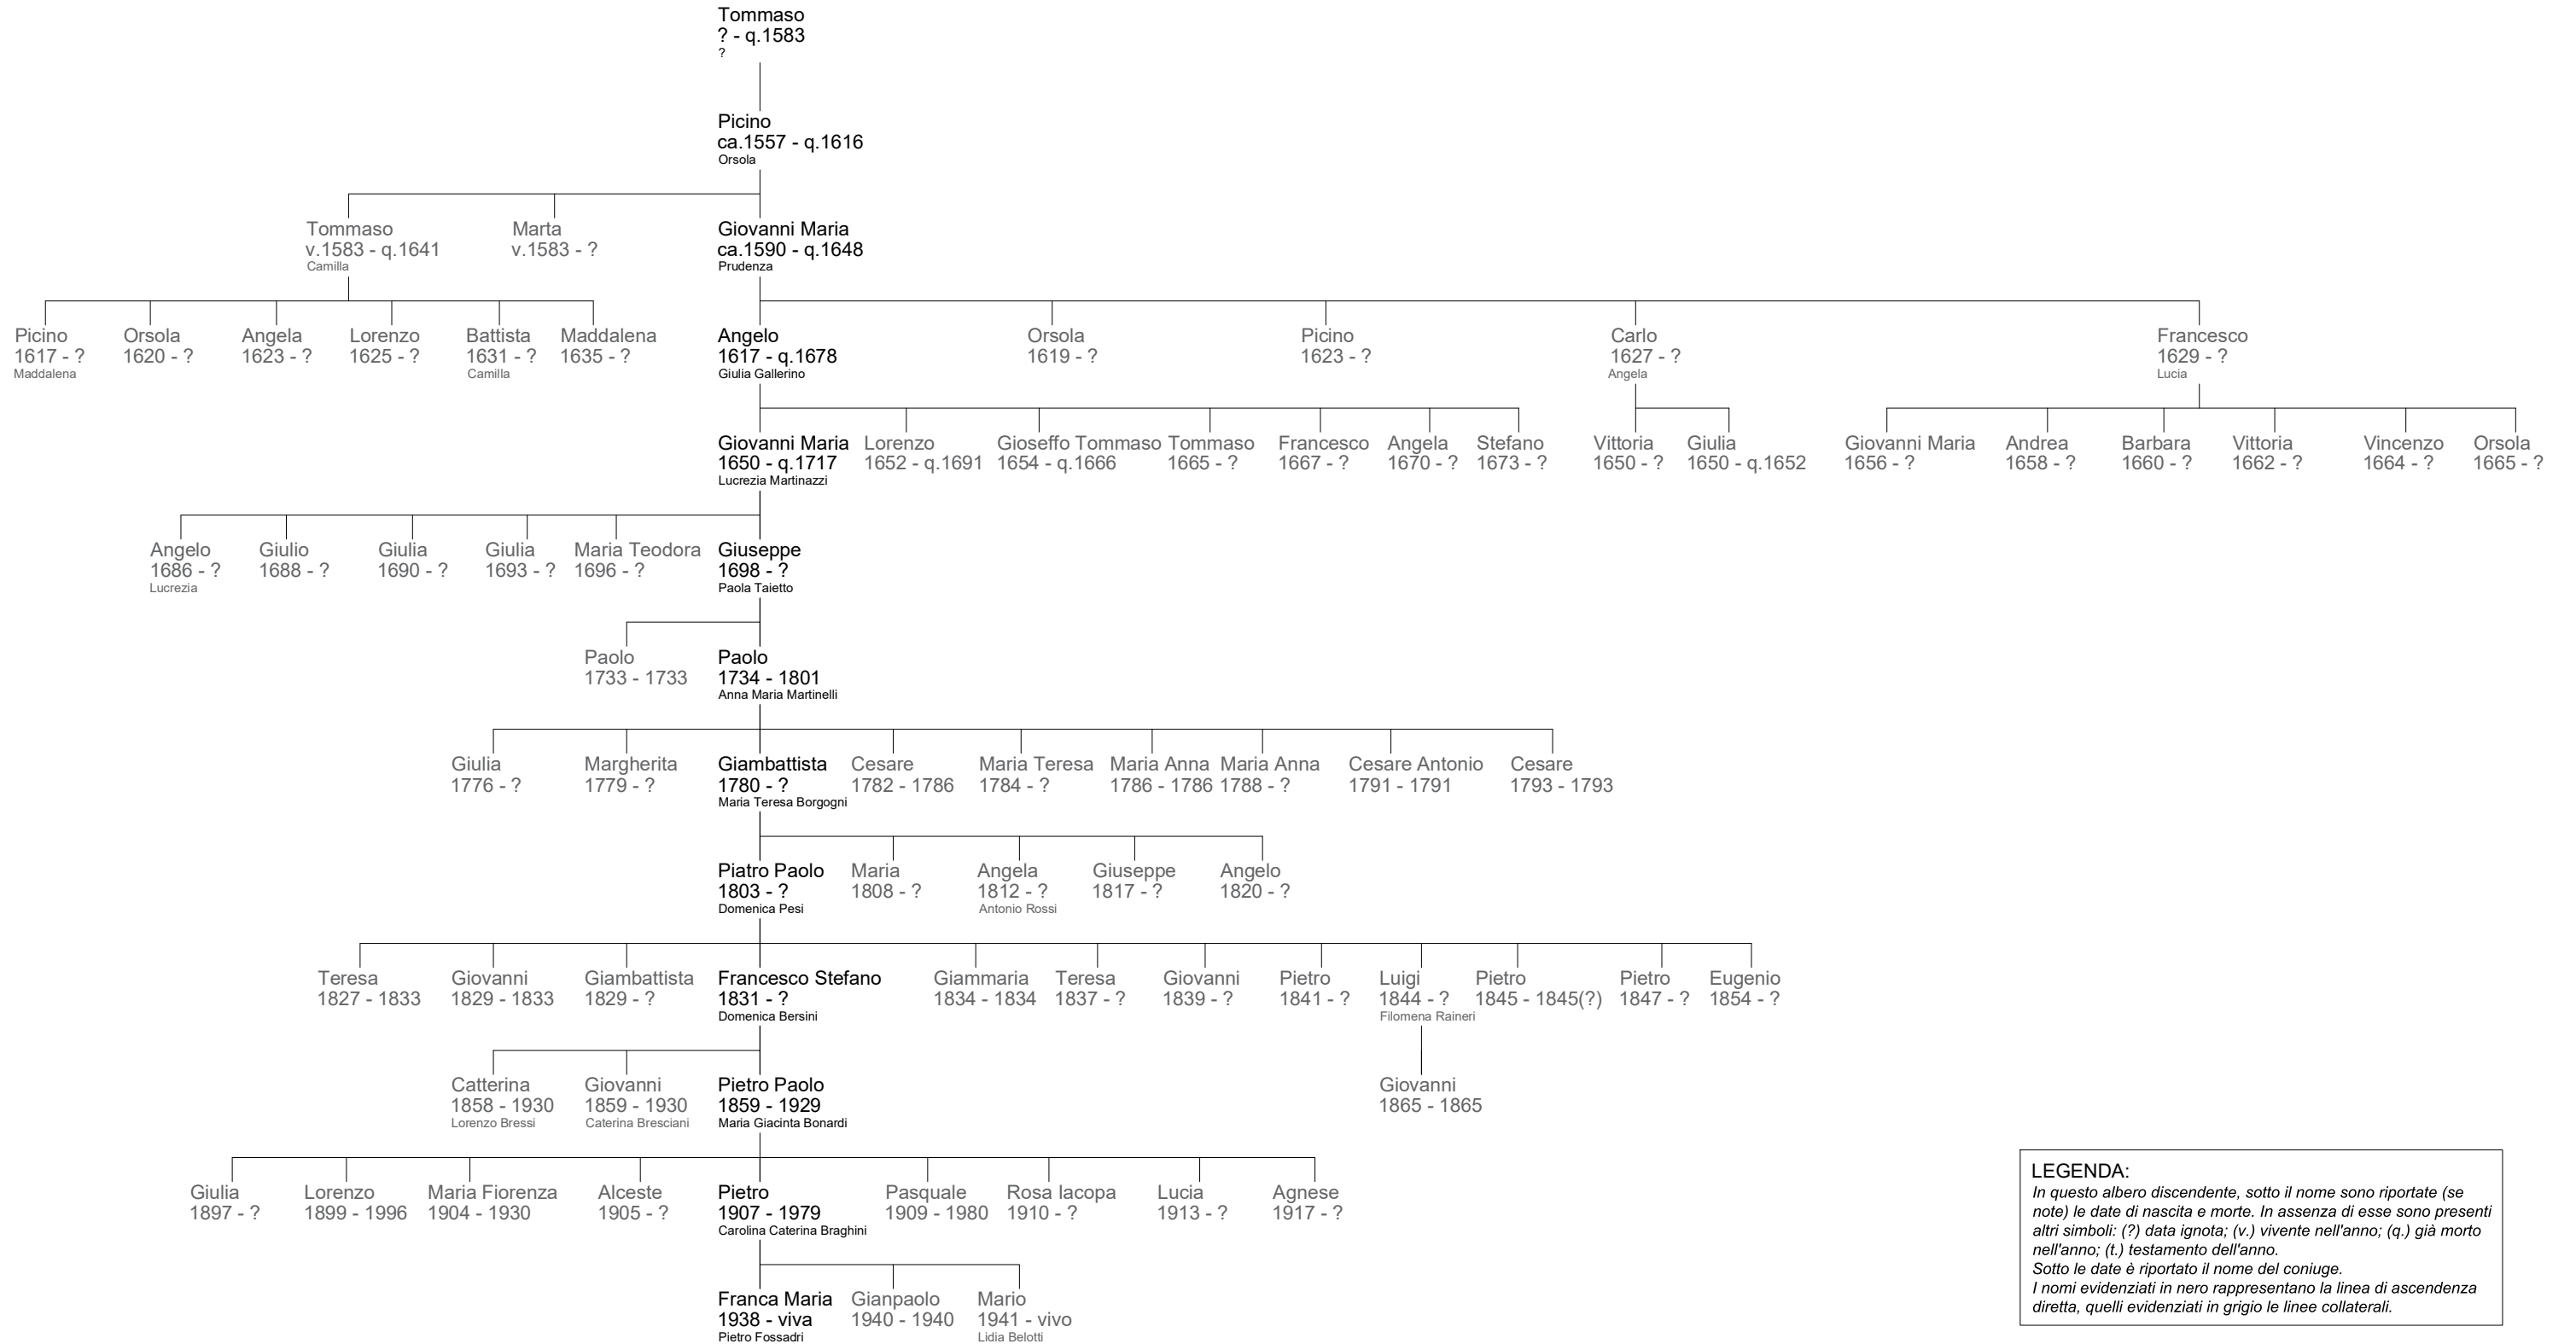 Tommaso
? - q.1583
?
Picino
ca.1557 - q.1616
Orsola
Tommaso
v.1583 - q.1641
Camilla
Marta
v.1583 - ?
Giovanni Maria
ca.1590 - q.1648
Prudenza
Picino
1617 - ?
Maddalena
Orsola
1620 - ?
Angela
1623 - ?
Lorenzo
1625 - ?
Battista
1631 - ?
Camilla
Maddalena
1635 - ?
Angelo
1617 - q.1678
Giulia Gallerino
Orsola
1619 - ?
Picino
1623 - ?
Carlo
1627 - ?
Angela
Francesco
1629 - ?
Lucia
Giovanni Maria
1650 - q.1717
Lucrezia Martinazzi
Lorenzo
1652 - q.1691
Gioseffo Tommaso
1654 - q.1666
Tommaso
1665 - ?
Francesco
1667 - ?
Angela
1670 - ?
Stefano
1673 - ?
Vittoria
1650 - ?
Giulia
1650 - q.1652
Giovanni Maria
1656 - ?
Andrea
1658 - ?
Barbara
1660 - ?
Vittoria
1662 - ?
Vincenzo
1664 - ?
Orsola
1665 - ?
Angelo
1686 - ?
Lucrezia
Giulio
1688 - ?
Giulia
1690 - ?
Giulia
1693 - ?
Maria Teodora
1696 - ?
Giuseppe
1698 - ?
Paola Taietto
Paolo
1733 - 1733
Paolo
1734 - 1801
Anna Maria Martinelli
Giulia
1776 - ?
Margherita
1779 - ?
Giambattista
1780 - ?
Maria Teresa Borgogni
Cesare
1782 - 1786
Maria Teresa
1784 - ?
Maria Anna
1786 - 1786
Maria Anna
1788 - ?
Cesare Antonio
1791 - 1791
Cesare
1793 - 1793
Piatro Paolo
1803 - ?
Domenica Pesi
Maria
1808 - ?
Angela
1812 - ?
Antonio Rossi
Giuseppe
1817 - ?
Angelo
1820 - ?
Teresa
1827 - 1833
Giovanni
1829 - 1833
Giambattista
1829 - ?
Francesco Stefano
1831 - ?
Domenica Bersini
Giammaria
1834 - 1834
Teresa
1837 - ?
Giovanni
1839 - ?
Pietro
1841 - ?
Luigi
1844 - ?
Filomena Raineri
Pietro
1845 - 1845(?)
Pietro
1847 - ?
Eugenio
1854 - ?
Catterina
1858 - 1930
Lorenzo Bressi
Giovanni
1859 - 1930
Caterina Bresciani
Pietro Paolo
1859 - 1929
Maria Giacinta Bonardi
Giovanni
1865 - 1865
Giulia
1897 - ?
Lorenzo
1899 - 1996
Maria Fiorenza
1904 - 1930
Alceste
1905 - ?
Pietro
1907 - 1979
Carolina Caterina Braghini
Pasquale
1909 - 1980
Rosa Iacopa
1910 - ?
Lucia
1913 - ?
Agnese
1917 - ?
Franca Maria
1938 - viva
Pietro Fossadri
Gianpaolo
1940 - 1940
Mario
1941 - vivo
Lidia Belotti
LEGENDA:
In questo albero discendente, sotto il nome sono riportate (se
note) le date di nascita e morte. In assenza di esse sono presenti
altri simboli: (?) data ignota; (v.) vivente nell'anno; (q.) già morto
nell'anno; (t.) testamento dell'anno.
Sotto le date è riportato il nome del coniuge.
I nomi evidenziati in nero rappresentano la linea di ascendenza
diretta, quelli evidenziati in grigio le linee collaterali.